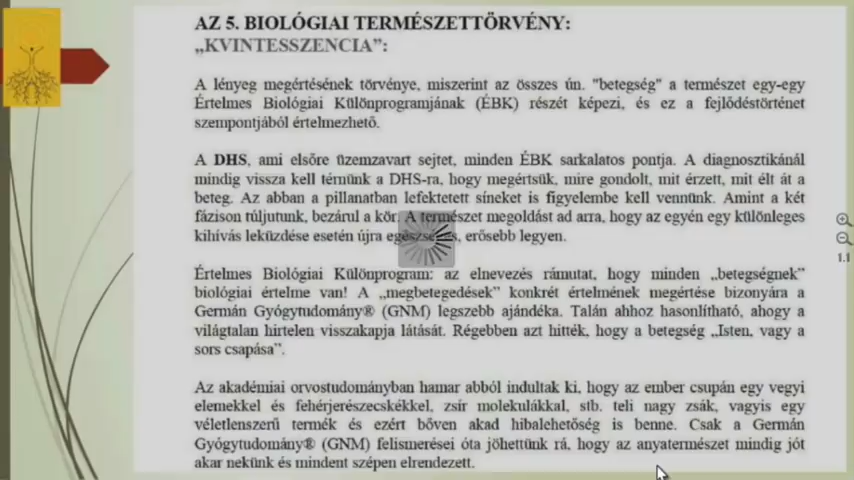 AZ 5. BIOLÓGIAI TERMÉSZETTÖRVÉNY:
„KVINTESSZENCIA”:
A lényeg megértésének törvénye, miszerint az összes ún. "betegség" a természet egy-egy
Értelmes Biológiai Különprogramjának (ÉBK) részét képezi, és ez a fejlődéstörténet
szempontjából értelmezhető.
A DHS, ami elsőre üzemzavart sejtet, minden ÉBK sarkalatos pontja. A diagnosztikánál
mindig vissza kell térnünk a DHS-ra, hogy megértsük, mire gondolt, mit érzett, mit élt át a
beteg. Az abban a pillanatban lefektetett síneket is figyelembe kell vennünk. Amint a két
fázison túljutunk, bezárul a kör. A természet megoldást ad arra, hogy az egyén egy különleges
kihívás leküzdése esetén újra egészséges, erősebb legyen.
Értelmes Biológiai Különprogram: az elnevezés rámutat, hogy minden „betegségnek”
biológiai értelme van! A „megbetegedések” konkrét értelmének megértése bizonyára a
Germán Gyógytudomány® (GNM) legszebb ajándéka. Talán ahhoz hasonlítható, ahogy a
világtalan hirtelen visszakapja látását. Régebben azt hitték, hogy a betegség „Isten, vagy a
sors csapása”.
Az akadémiai orvostudományban hamar abból indultak ki, hogy az ember csupán egy vegyi
elemekkel és fehérjerészecskékkel, zsír molekulákkal, stb. teli nagy zsák, vagyis egy
véletlenszerű termék és ezért bőven akad hibalehetőség is benne. Csak a Germán
Gyógytudomány® (GNM) felismerései óta jöhettünk rá, hogy az anyatermészet mindig jót
akar nekünk és mindent szépen elrendezett.
1:1